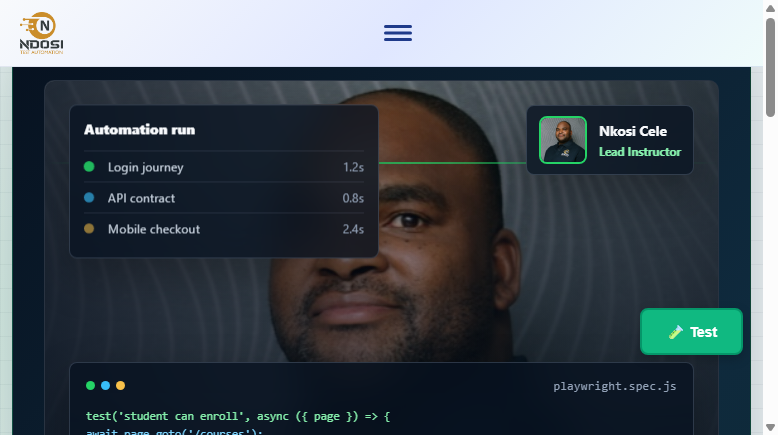 N
NDOSI
TEST AUTOMATION
Automation run
Login journey 1.2s
API contract 0.8s
Mobile checkout 2.4s
Nkosi Cele
Lead Instructor
Test
playwright.spec.js
test('student can enroll', async ({ page }) => {
await page.goto('/courses');